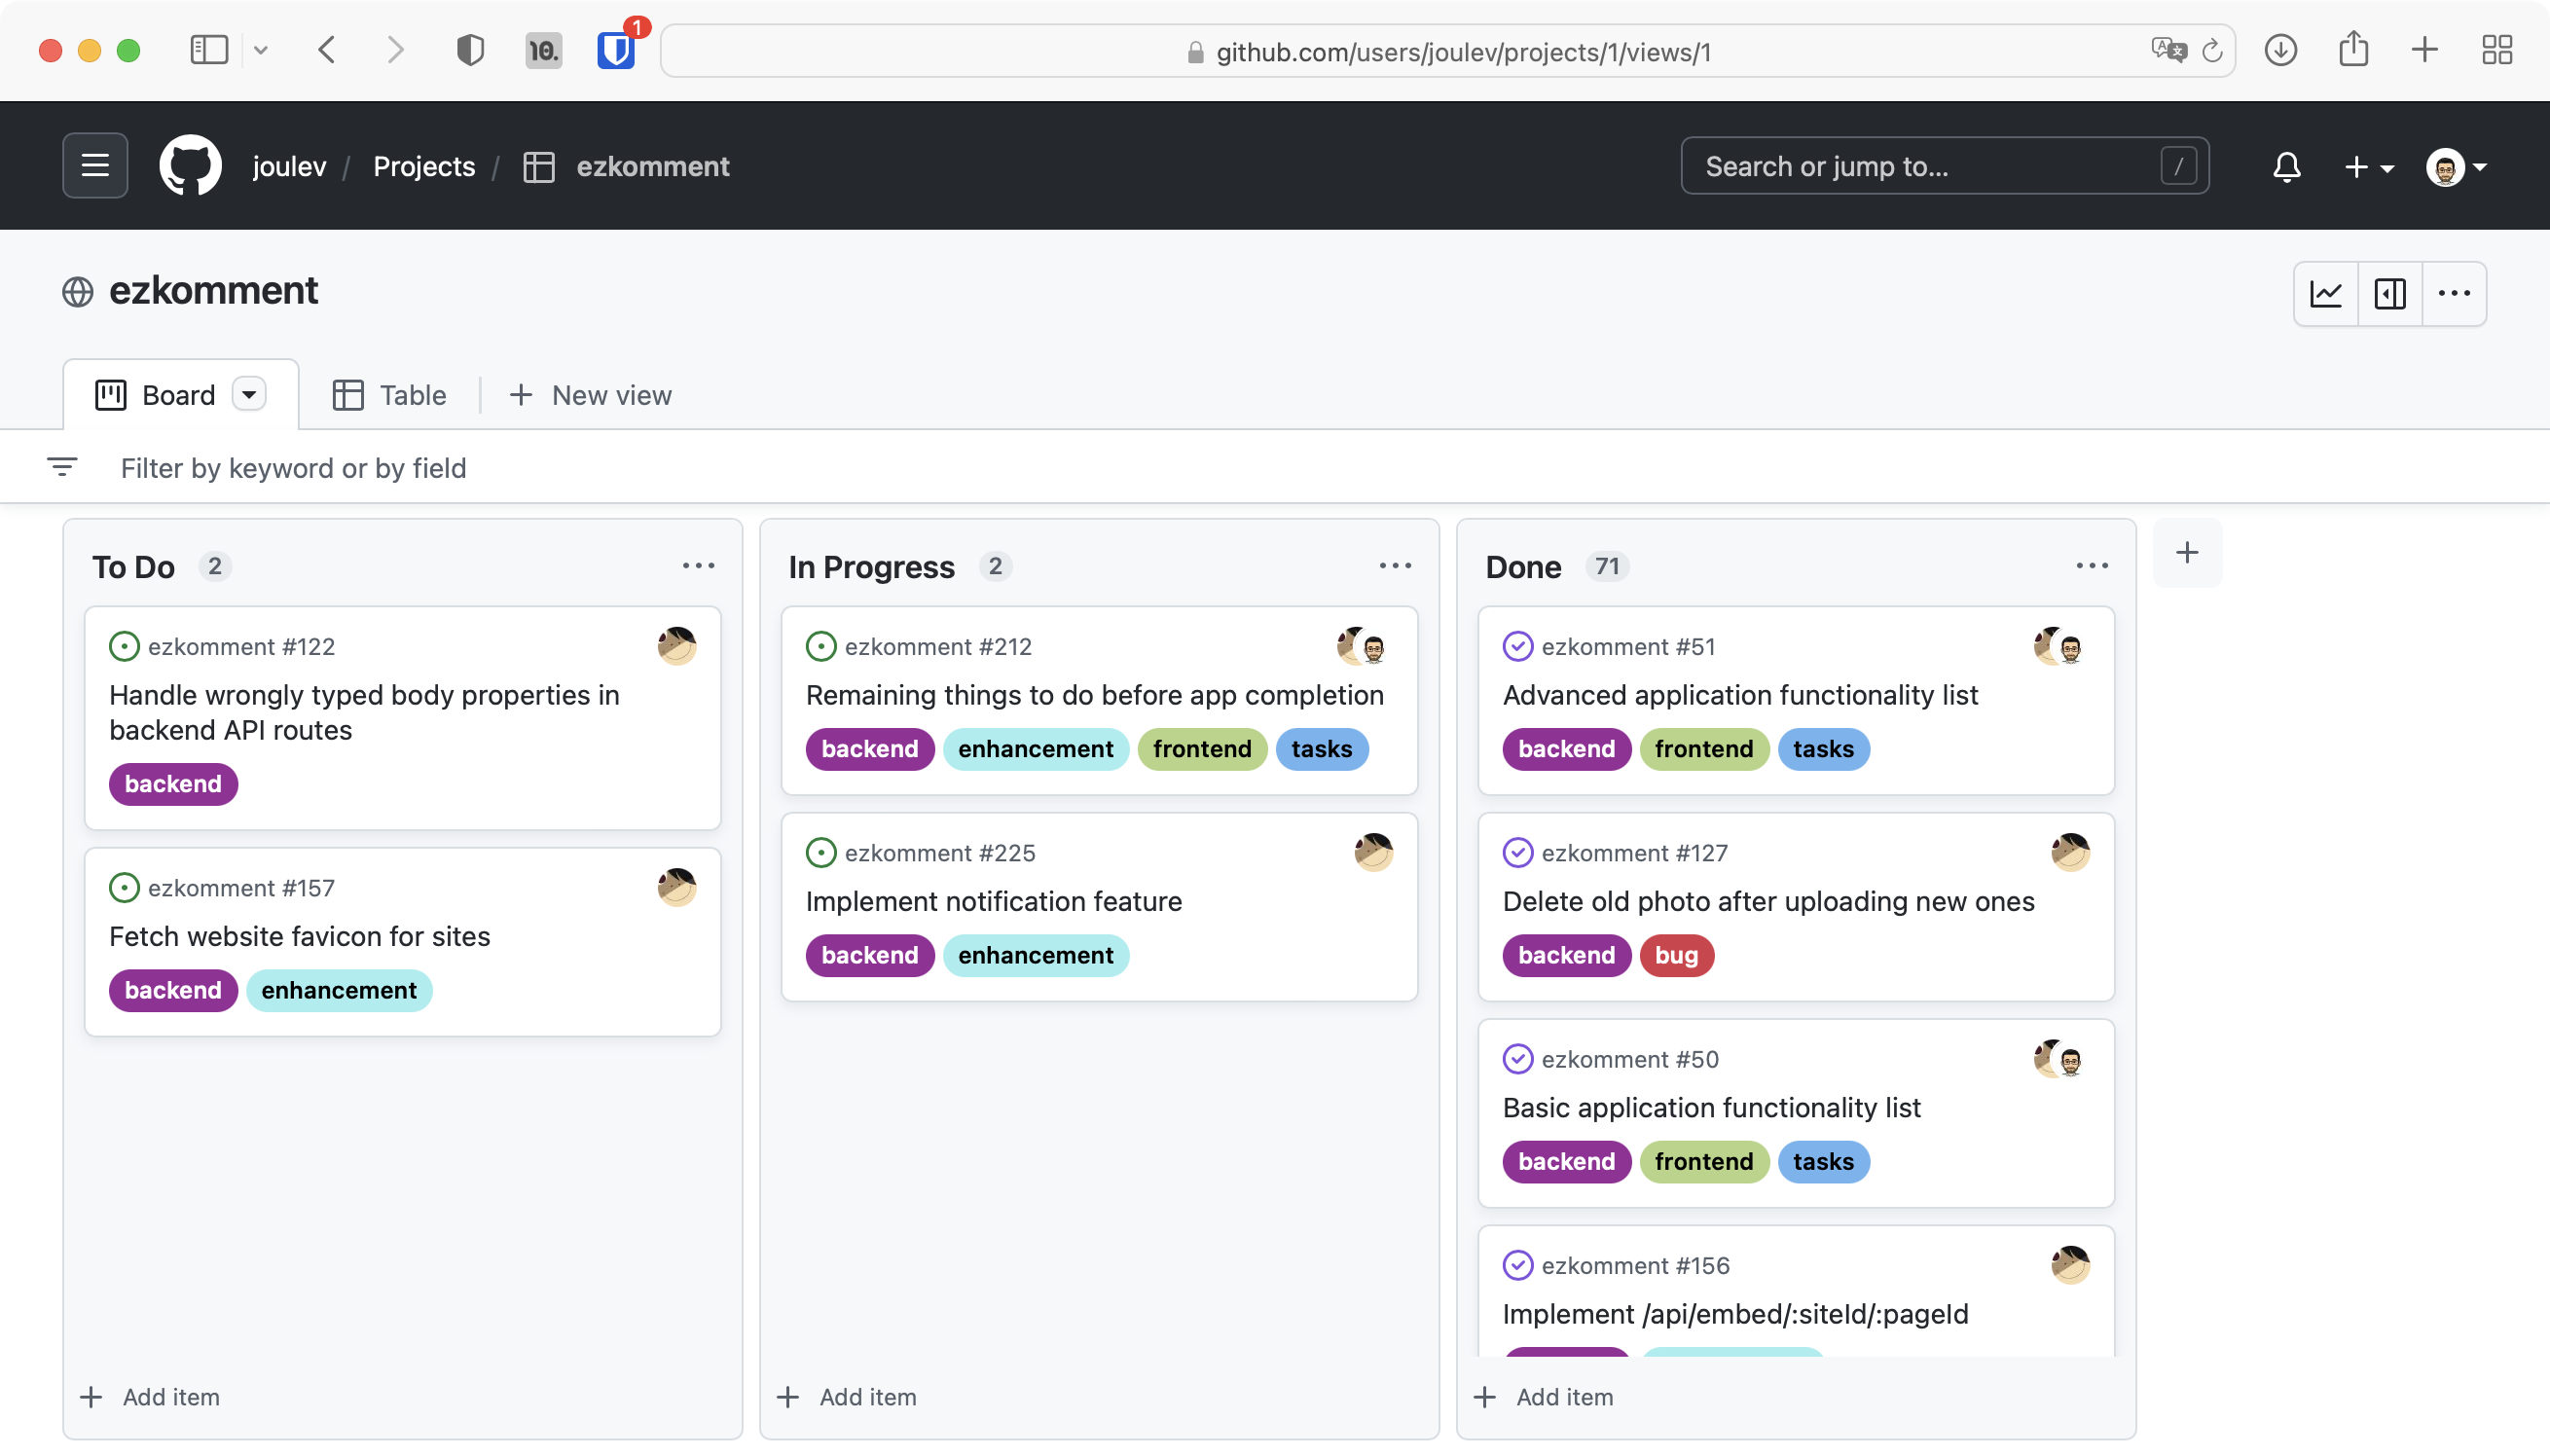 10.
1
github.com/users/joulev/projects/1/views/1
joulev / Projects / ezkomment
Search or jump to... /
ezkomment
Board
Table
New view
Filter by keyword or by field
To Do 2
ezkomment #122
Handle wrongly typed body properties in
backend API routes
backend
ezkomment #157
Fetch website favicon for sites
backend enhancement
Add item
In Progress 2
ezkomment #212
Remaining things to do before app completion
backend enhancement frontend tasks
ezkomment #225
Implement notification feature
backend enhancement
Add item
Done 71
ezkomment #51
Advanced application functionality list
backend frontend tasks
ezkomment #127
Delete old photo after uploading new ones
backend bug
ezkomment #50
Basic application functionality list
backend frontend tasks
ezkomment #156
Implement /api/embed/:siteId/:pageId
Add item